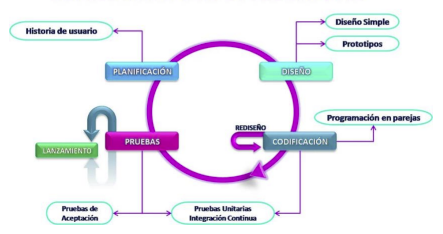 Historia de usuario
Diseño Simple
Prototipos
PLANIFICACIÓN
DISEÑO
Programación en parejas
REDISEÑO
LANZAMIENTO
PRUEBAS
CODIFICACIÓN
Pruebas de
Aceptación
Pruebas Unitarias
Integración Continua